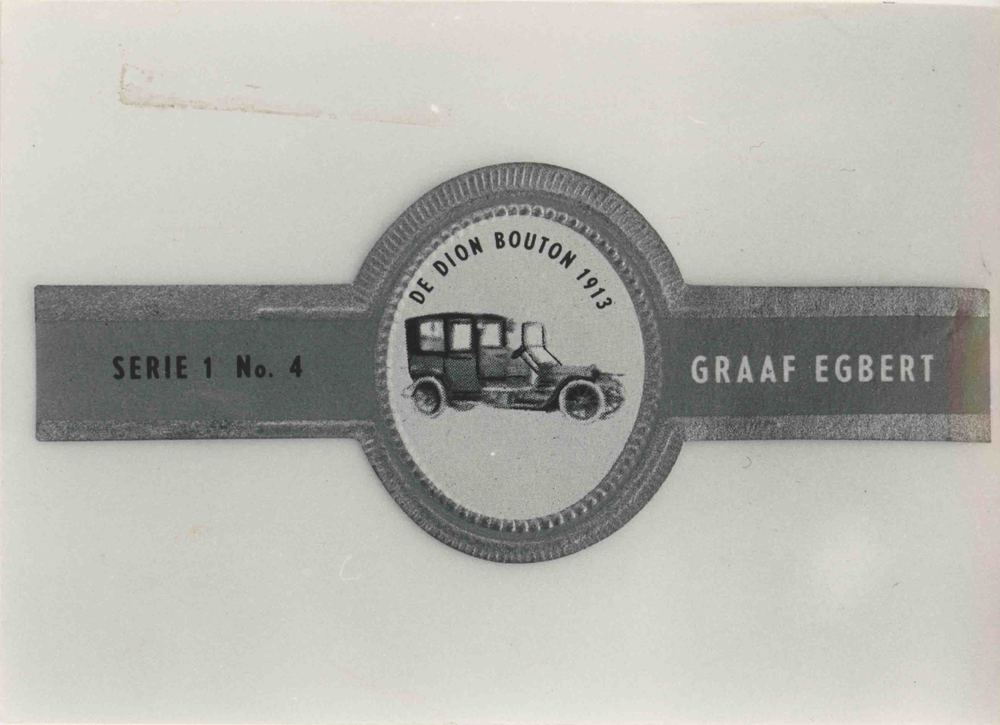 DE DION BOUTON 1913
SERIE 1 No. 4
GRAAF EGBERT